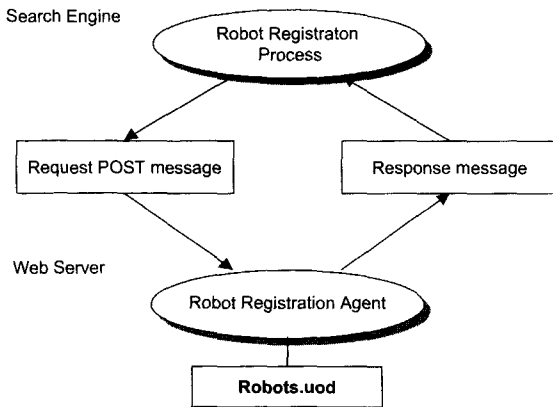 Search Engine
Robot Registraton
Process
Request POST message
Response message
Web Server
Robot Registration Agent
Robots.uod